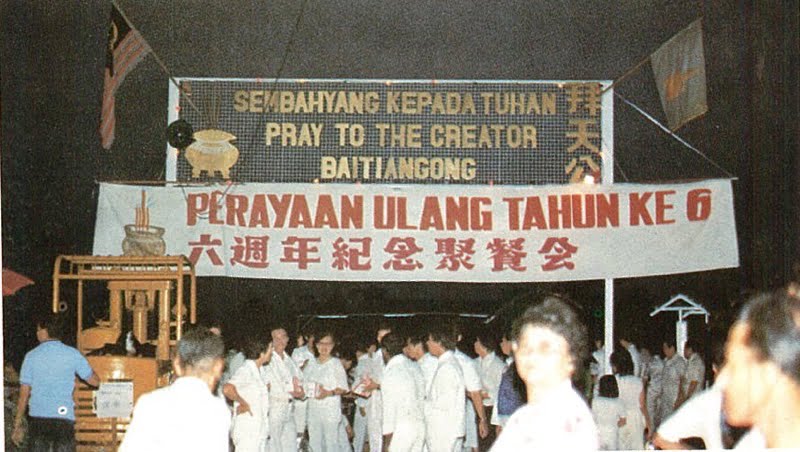 SEMBAHYANG KEPADA TUHAN
PRAY TO THE CREATOR
BAITIANGONG
拜天公
PERAYAAN ULANG TAHUN KE 6
六週年紀念聚餐会